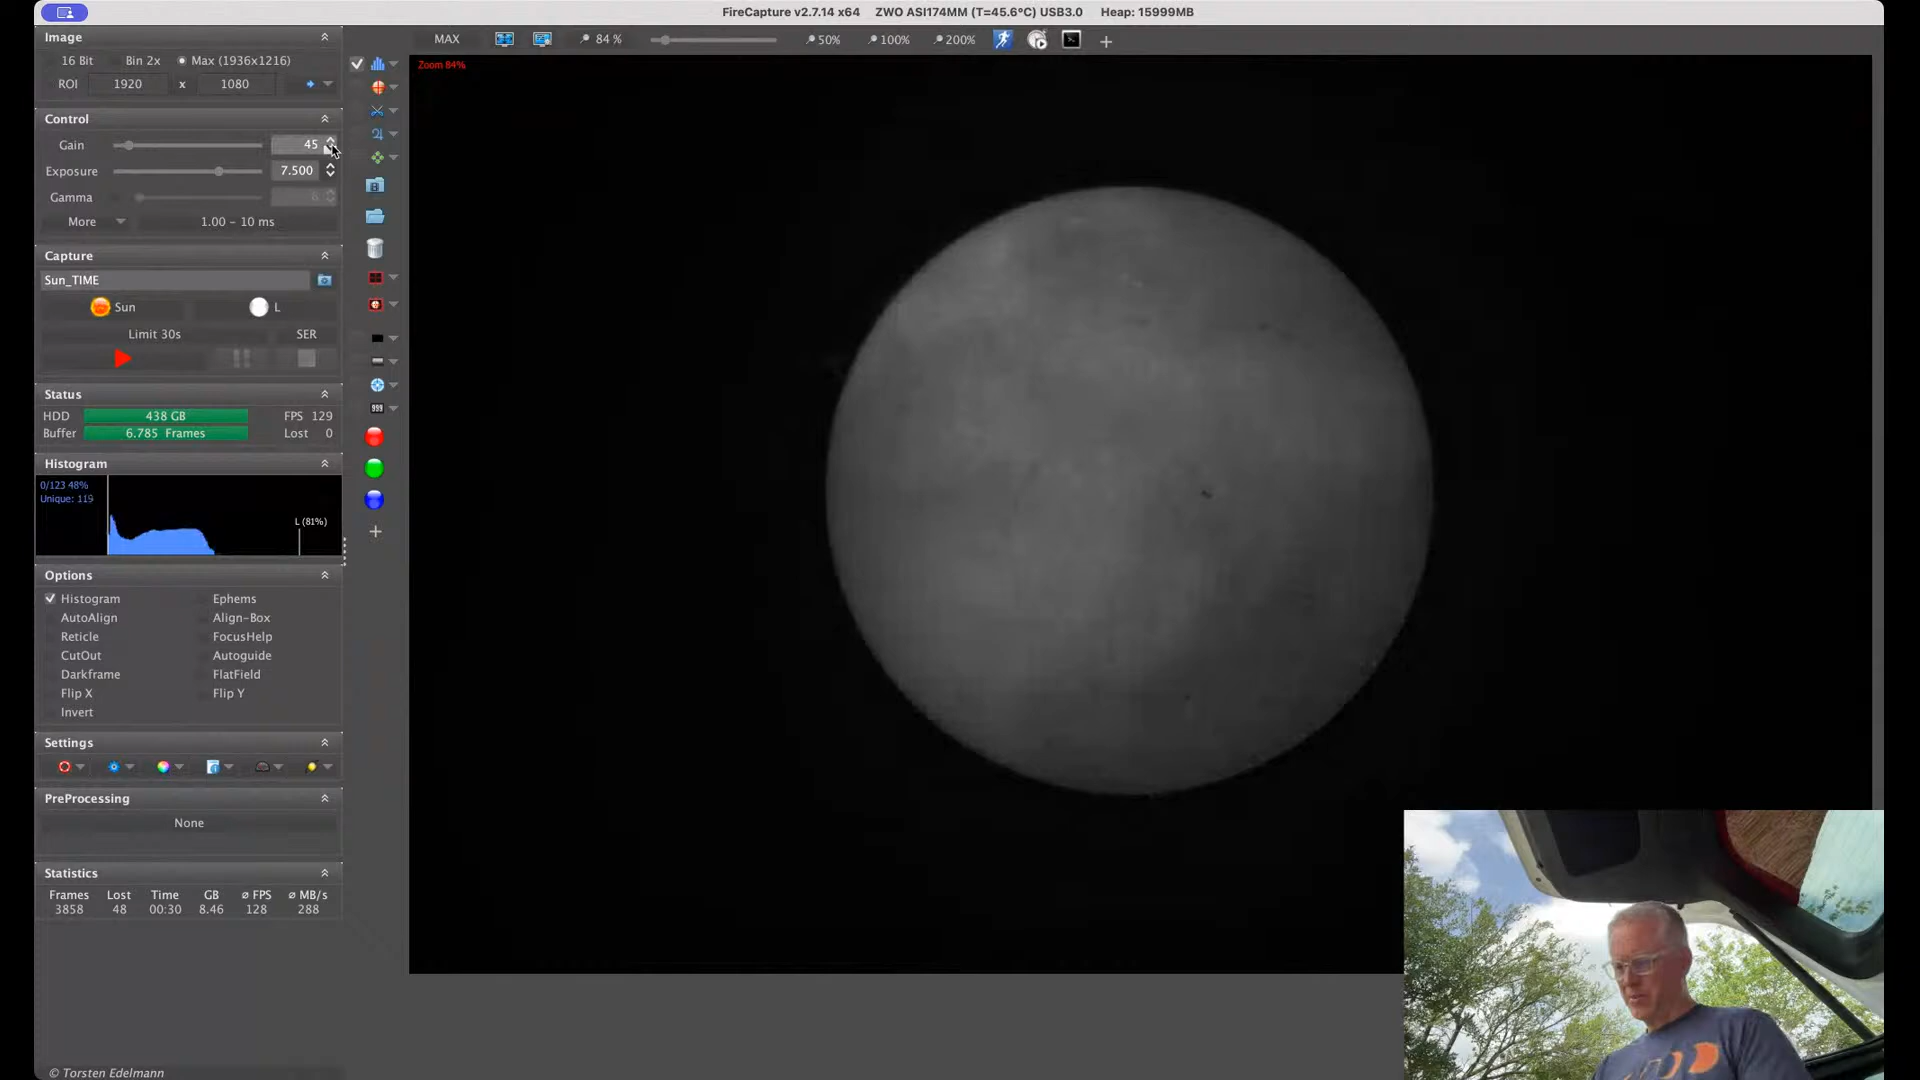 FireCapture v2.7.14 x64 ZWO ASI174MM (T=45.6°C) USB3.0 Heap: 15999MB
Image
16 Bit Bin 2x Max (1936x1216)
ROI 1920 x 1080
Control
Gain 45
Exposure 7.500
Gamma 6
More 1.00 – 10 ms
Capture
Sun_TIME
Sun L
Limit 30s SER
Status
HDD 438 GB FPS 129
Buffer 6.785 Frames Lost 0
Histogram
0/123 48%
Unique: 119
L (81%)
Options
Histogram Ephems
AutoAlign Align-Box
Reticle FocusHelp
CutOut Autoguide
Darkframe FlatField
Flip X Flip Y
Invert
Settings
PreProcessing
None
Statistics
Frames Lost Time GB ø FPS ø MB/s
3858 48 00:30 8.46 128 288
© Torsten Edelmann
MAX 84 % 50% 100% 200%
Zoom 84%
999